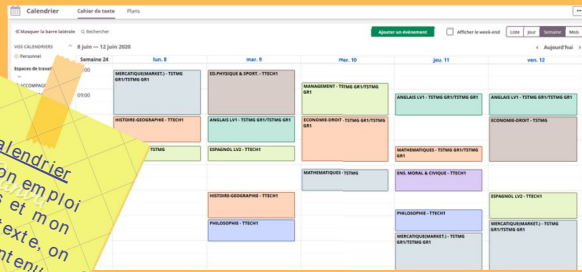 Calendrier
Cahier de texte
Plans
Masquer la barre latérale
Rechercher
Ajouter un événement
Afficher le week-end
Liste
Jour
Semaine
Mois
VOS CALENDRIERS
8 juin — 12 juin 2020
Aujourd'hui
Personnel
Espaces de travail
ACCOMPAG
Semaine 24
lun. 8
mar. 9
Mer. 10
jeu. 11
ven. 12
09:00
MERCATIQUE(MARKET.) - TSTMG
GR1/TSTMG GR1
ED.PHYSIQUE & SPORT. - TTECH1
MANAGEMENT - TTMG GR1/TSTMG
GR1
ANGLAIS LV1 - TSTMG GR1/TSTMG GR1
ANGLAIS LV1 - TSTMG GR1/TSTMG GR1
HISTOIRE-GEOGRAPHIE - TTECH1
ANGLAIS LV1 - TSTMG GR1/TSTMG GR1
ECONOMIE-DROIT - TSTMG GR1/TSTMG
GR1
ECONOMIE-DROIT - TSTMG
TSTMG
ESPAGNOL LV2 - TTECH1
MATHEMATIQUES - TSTMG GR1/TSTMG
GR1
MATHEMATIQUES - TSTMG
ENS. MORAL & CIVIQUE - TTECH1
HISTOIRE-GEOGRAPHIE - TTECH1
ESPAGNOL LV2 - TTECH1
PHILOSOPHIE - TTECH1
PHILOSOPHIE - TTECH1
MERCATIQUE(MARKET.) - TSTMG
GR1/TSTMG GR1
MERCATIQUE(MARKET.) - TSTMG
GR1/TSTMG GR1
alendrier
on emploi
s et mon
texte, on
ntenu